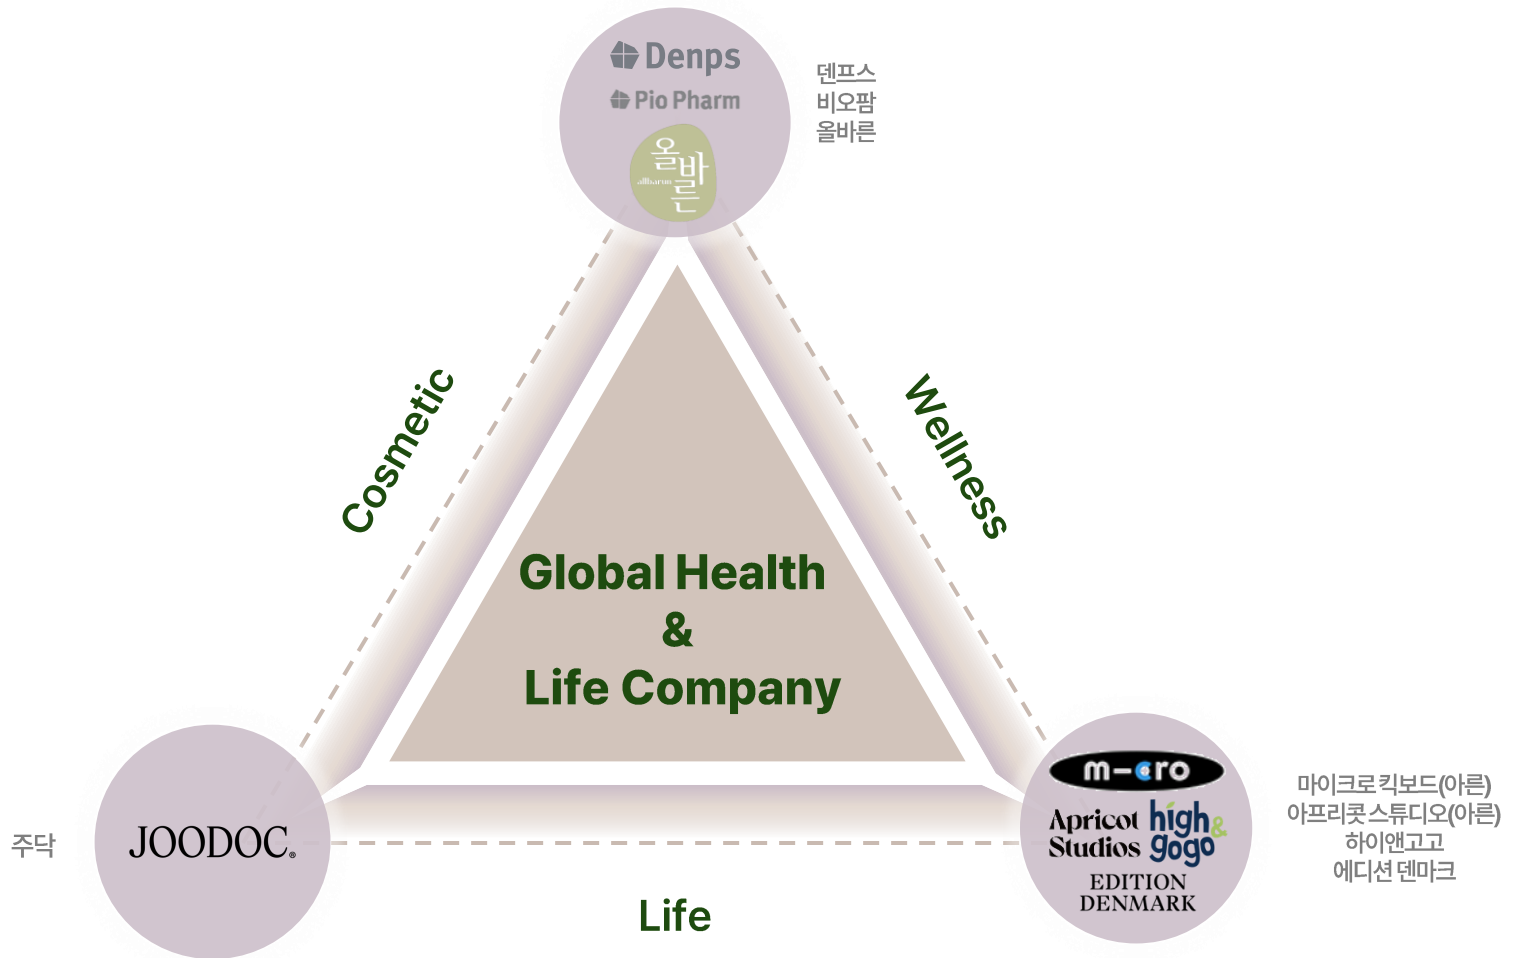 Denps
Pio Pharm
올바른
allbarun
덴프스
비오팜
올바른
Cosmetic
Wellness
Global Health
&
Life Company
JOODOC.
주닥
m-cro
Apricot
Studios
high&
gogo
EDITION
DENMARK
마이크로 킥보드(아른)
아프리콧 스튜디오(아른)
하이앤고고
에디션 덴마크
Life